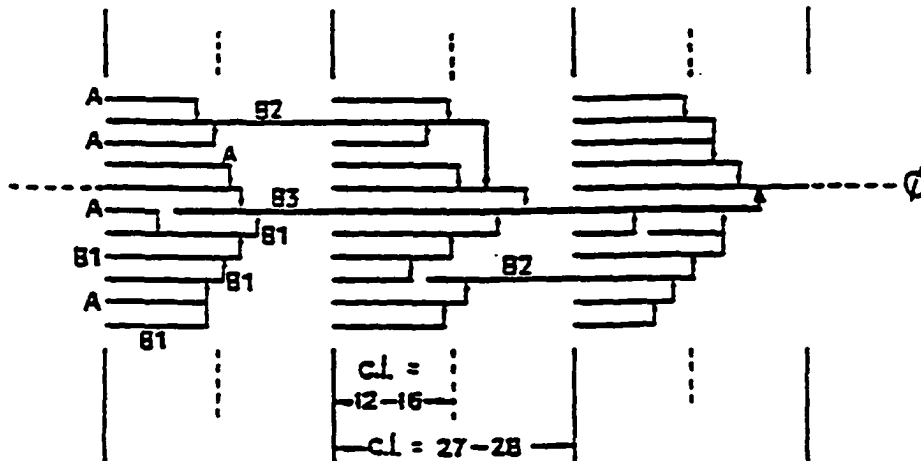 A
B2
A
A
₵
B3
A
B1
B1
B2
B1
A
B1
C.I. =
12-16
C.I. = 27-28